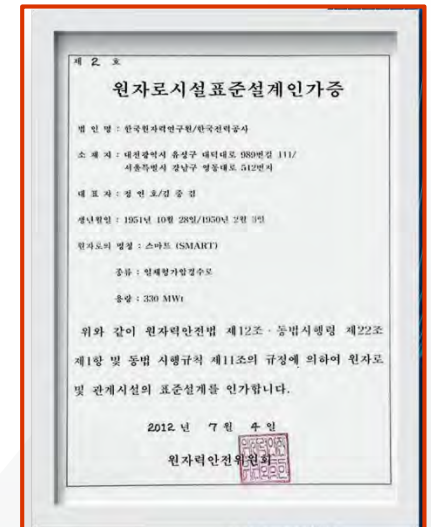 제 2 호
원자로시설표준설계인가증
법 인 명 : 한국원자력연구원/한국전력공사
소 재 지 : 대전광역시 유성구 대덕대로 989번길 111/
서울특별시 강남구 영동대로 512번지
대 표 자 : 정 연 호/김 중 겸
생년월일 : 1951년 10월 28일/1950년 2월 3일
원자로의 명칭 : 스마트 (SMART)
종류 : 일체형가압경수로
용량 : 330 MWt
위와 같이 원자력안전법 제12조 · 동법시행령 제22조
제1항 및 동법 시행규칙 제11조의 규정에 의하여 원자로
및 관계시설의 표준설계를 인가합니다.
2012 년 7 월 4 일
원자력안전위원회